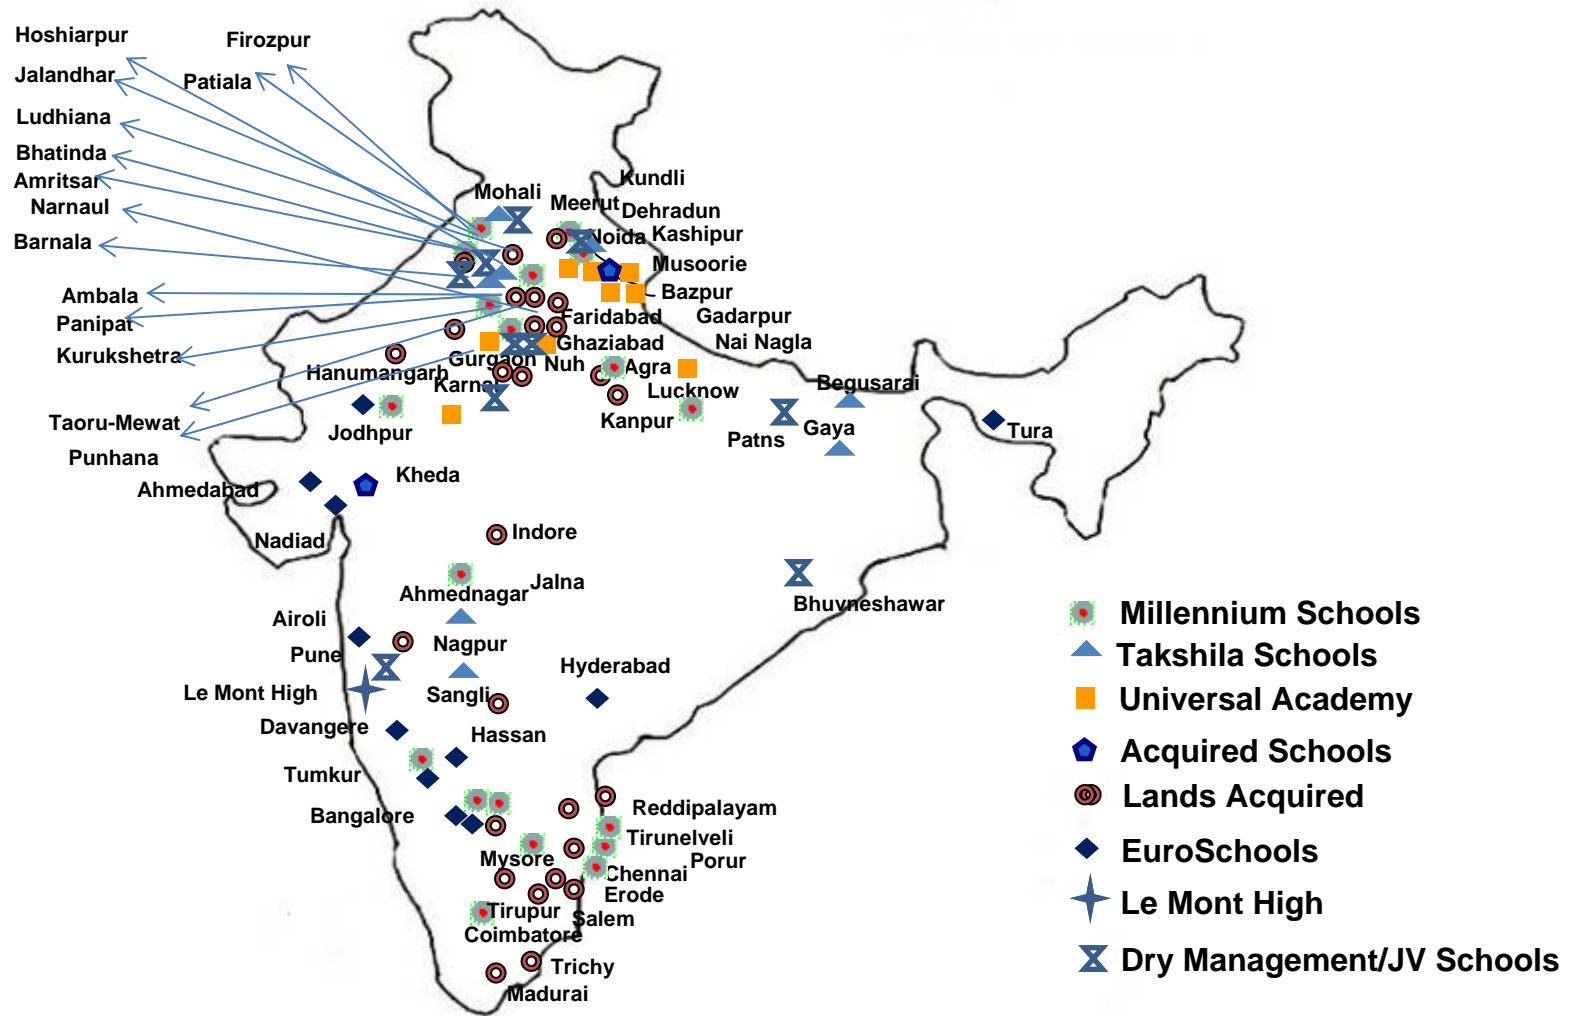 Hoshiarpur
Firozpur
Jalandhar
Patiala
Ludhiana
Bhatinda
Amritsar
Narnaul
Barnala
Ambala
Panipat
Kurukshetra
Taoru-Mewat
Punhana
Kundli
Mohali
Meerut
Dehradun
Noida
Kashipur
Musoorie
Bazpur
Faridabad
Gadarpur
Ghaziabad
Nai Nagla
Gurgaon
Nuh
Agra
Hanumangarh
Karnal
Lucknow
Begusarai
Kanpur
Jodhpur
Patns
Gaya
Tura
Kheda
Ahmedabad
Nadiad
Indore
Jalna
Ahmednagar
Bhuvneshawar
Airoli
Nagpur
Pune
Hyderabad
Le Mont High
Sangli
Davangere
Hassan
Tumkur
Bangalore
Reddipalayam
Tirunelveli
Mysore
Porur
Chennai
Erode
Tirupur
Salem
Coimbatore
Trichy
Madurai
Millennium Schools
Takshila Schools
Universal Academy
Acquired Schools
Lands Acquired
EuroSchools
Le Mont High
Dry Management/JV Schools